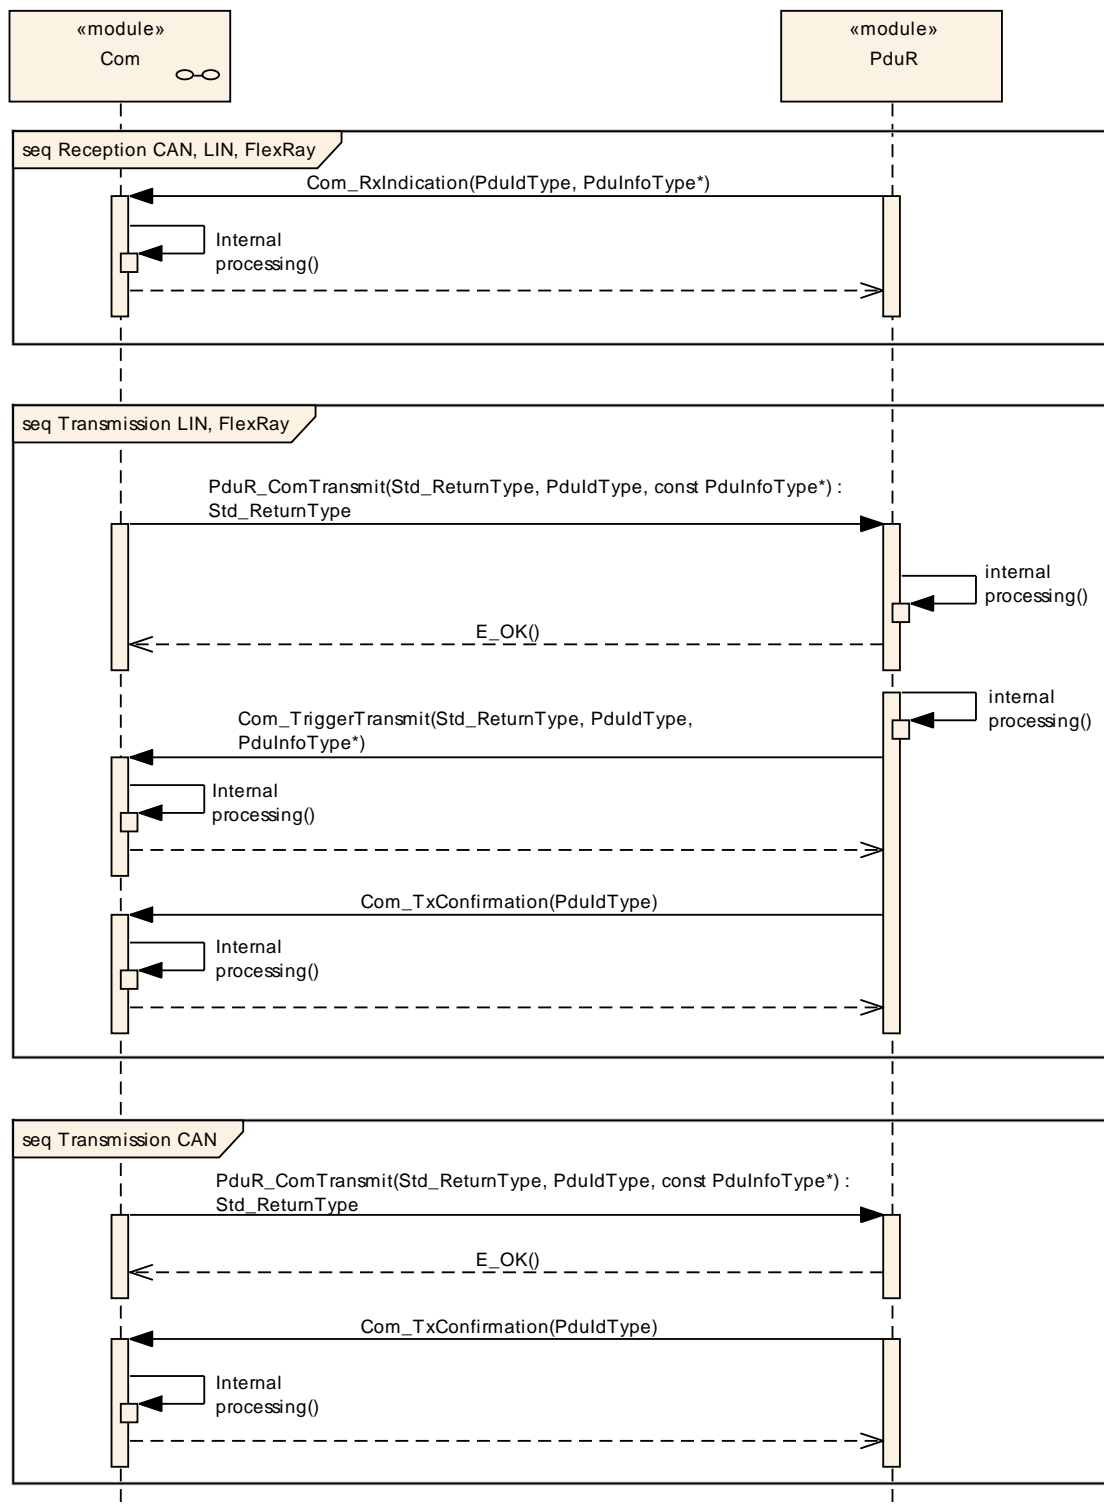 «module»
Com
«module»
PduR
seq Reception CAN, LIN, FlexRay
Com_RxIndication(PduIdType, PduInfoType*)
Internal
processing()
seq Transmission LIN, FlexRay
PduR_ComTransmit(Std_ReturnType, PduIdType, const PduInfoType*) :
Std_ReturnType
internal
processing()
E_OK()
internal
processing()
Com_TriggerTransmit(Std_ReturnType, PduIdType,
PduInfoType*)
Internal
processing()
Com_TxConfirmation(PduIdType)
Internal
processing()
seq Transmission CAN
PduR_ComTransmit(Std_ReturnType, PduIdType, const PduInfoType*) :
Std_ReturnType
E_OK()
Com_TxConfirmation(PduIdType)
Internal
processing()